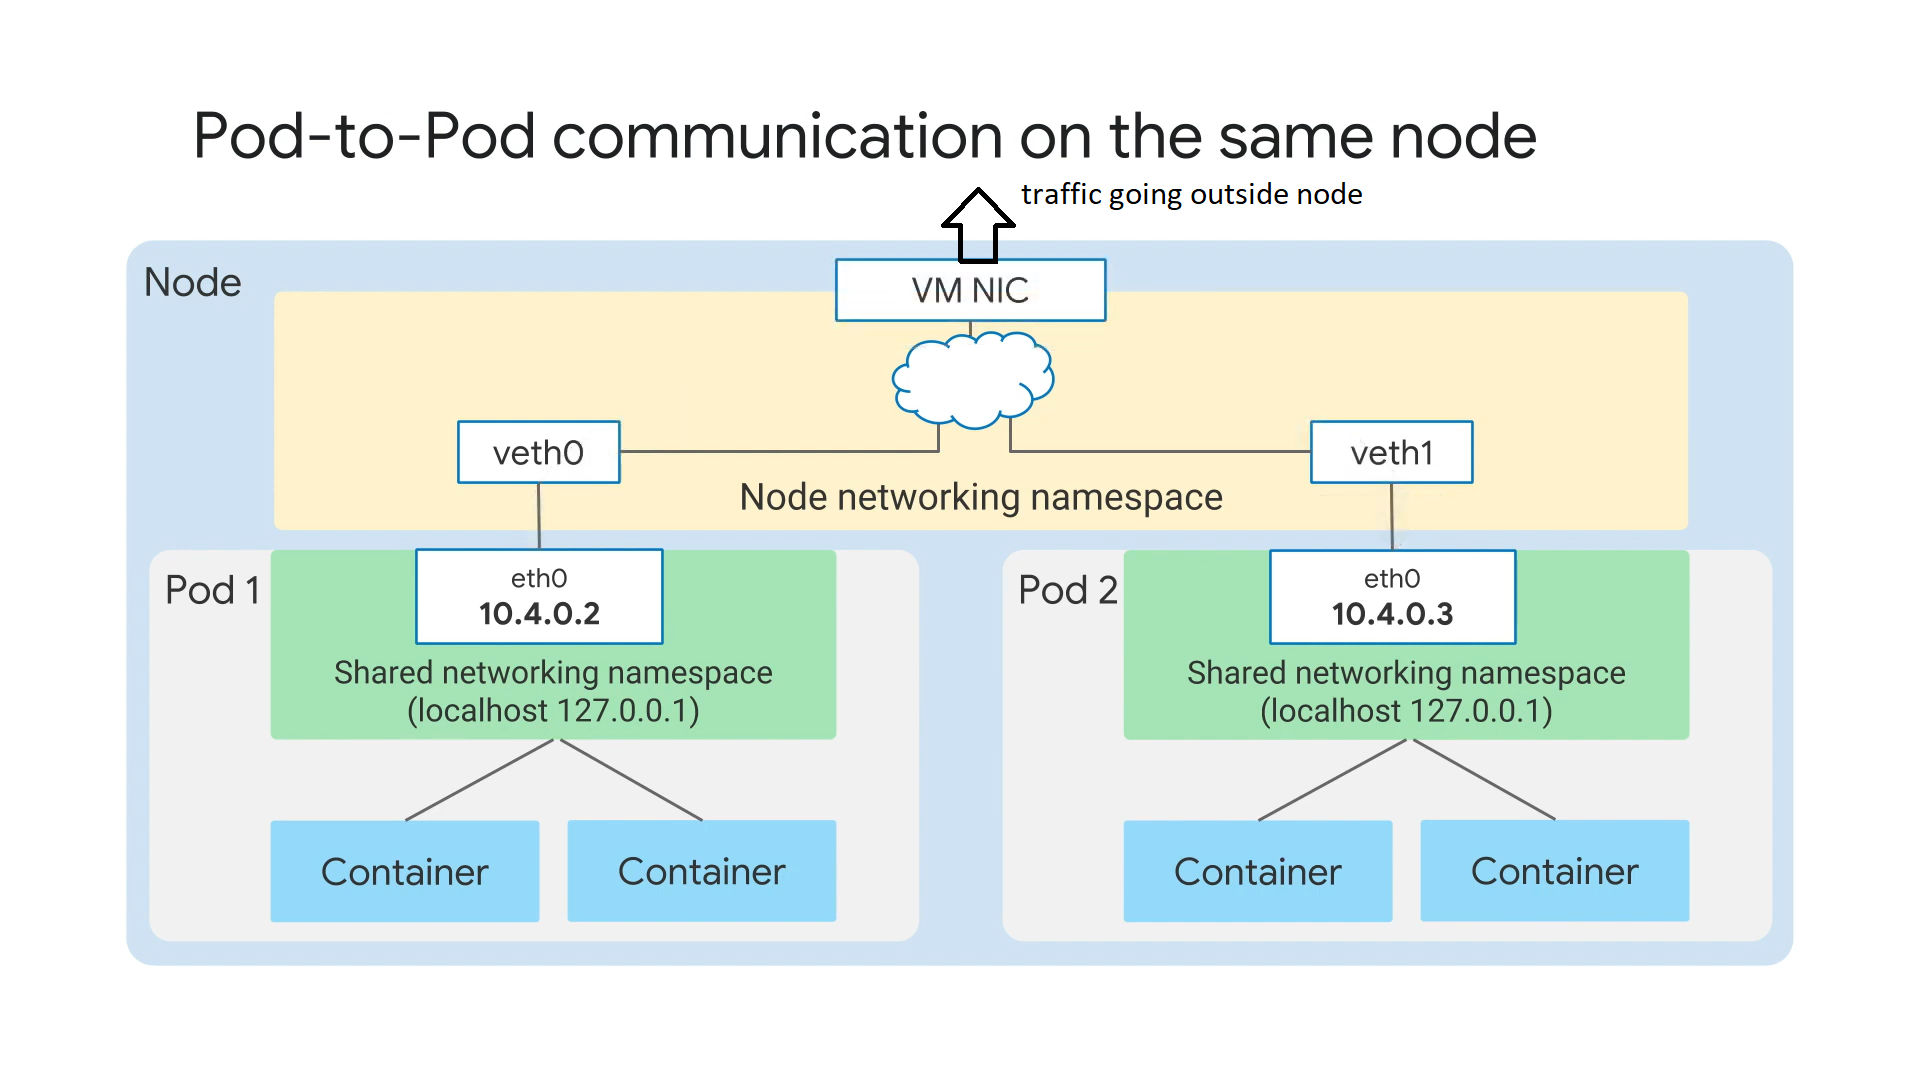 Pod-to-Pod communication on the same node
traffic going outside node
Node
VM NIC
veth0
veth1
Node networking namespace
Pod 1
eth0
10.4.0.2
Shared networking namespace
(localhost 127.0.0.1)
Container
Container
Pod 2
eth0
10.4.0.3
Shared networking namespace
(localhost 127.0.0.1)
Container
Container